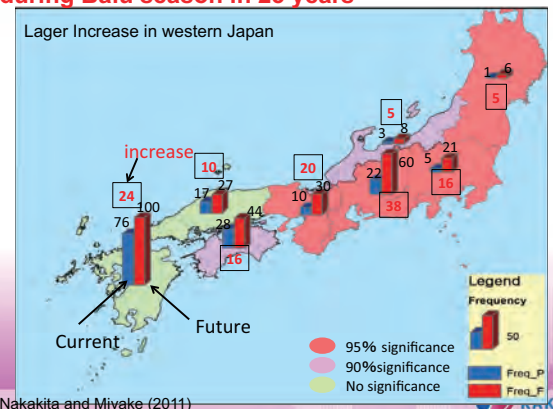 during Baiu season in 20 years
Lager Increase in western Japan
1 6
5
5
3 8
increase
10
20
21
5
16
24
17 27
10 30
22 60
38
76 100
28 44
16
Current
Future
95% significance
90%significance
No significance
Legend
Frequency
50
Freq_P
Freq_F
Nakakita and Miyake (2011)